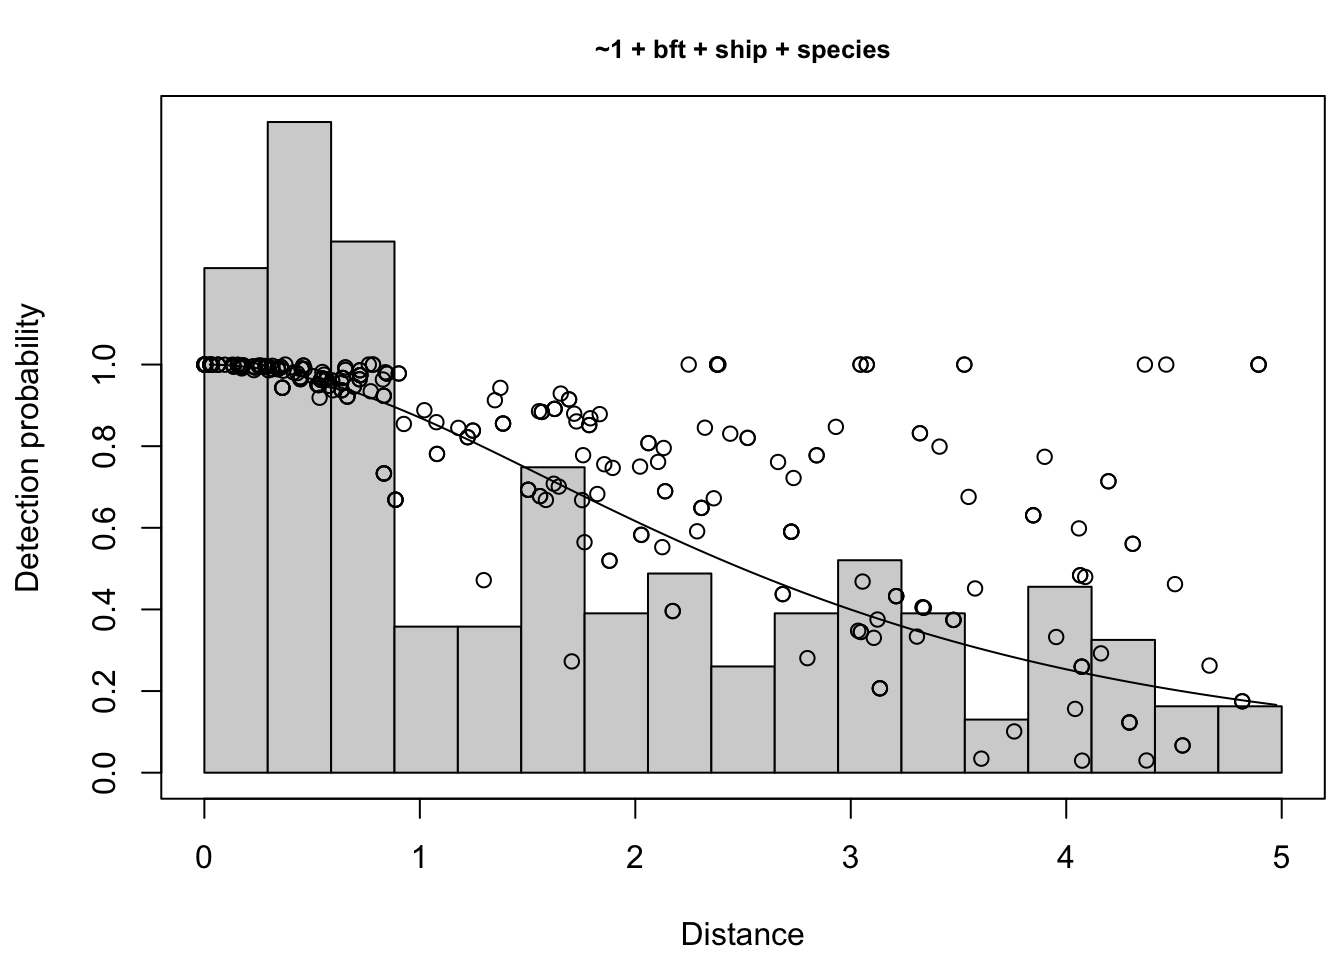 ~1 + bft + ship + species
Detection probability
1.0
0.8
0.6
0.4
0.2
0.0
0 1 2 3 4 5
Distance